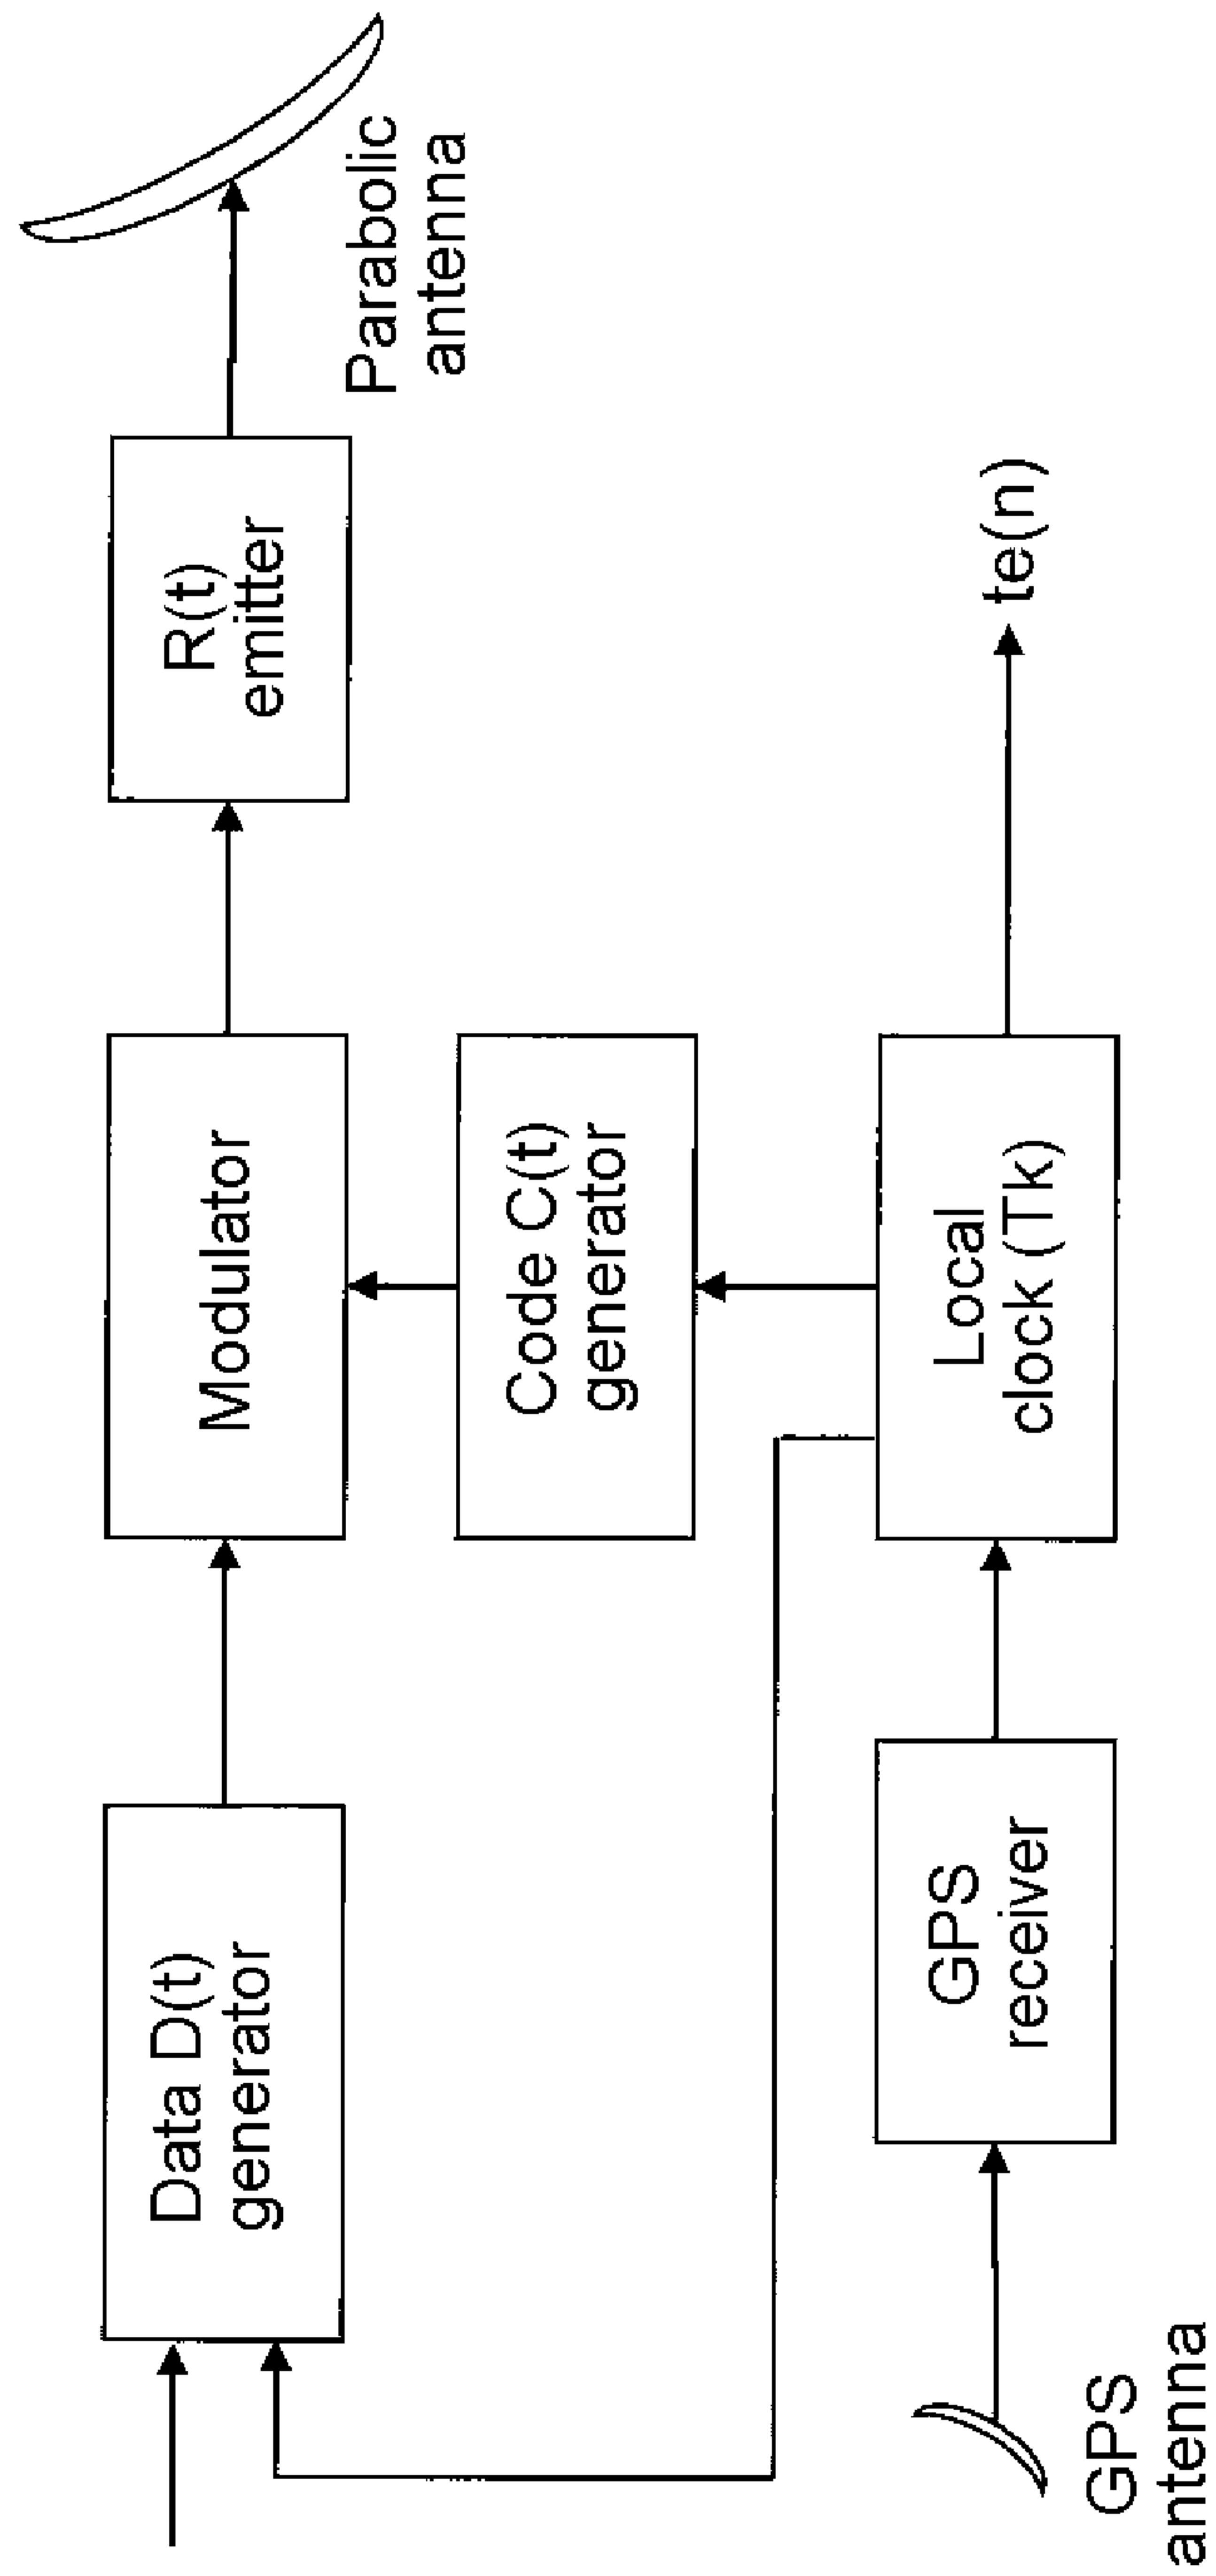 Data D(t)
generator
Modulator
R(t)
emitter
Parabolic
antenna
Code C(t)
generator
GPS
antenna
GPS
receiver
Local
clock (Tk)
te(n)